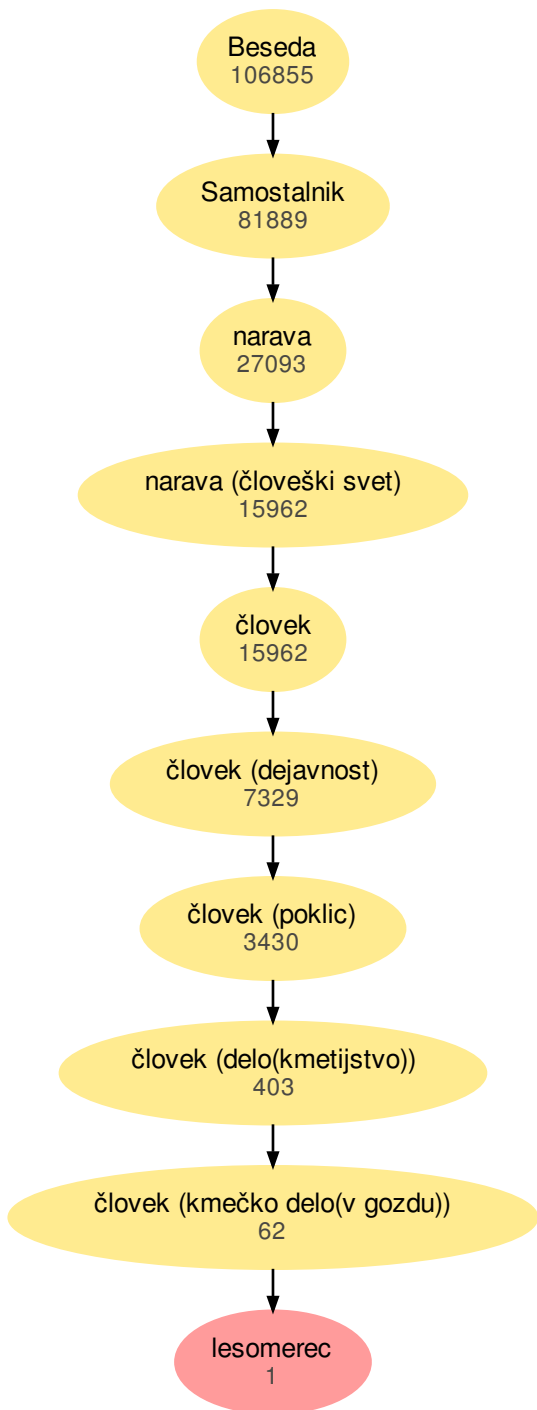 Beseda
106855
Samostalnik
81889
narava
27093
narava (človeški svet)
15962
človek
15962
človek (dejavnost)
7329
človek (poklic)
3430
človek (delo(kmetijstvo))
403
človek (kmečko delo(v gozdu))
62
lesomerec
1